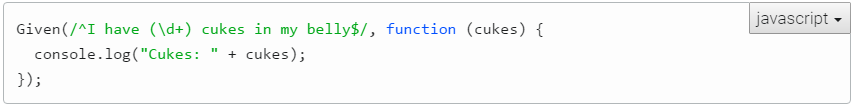 javascript
Given(/^I have (\d+) cukes in my belly$/, function (cukes) {
  console.log("Cukes: " + cukes);
});